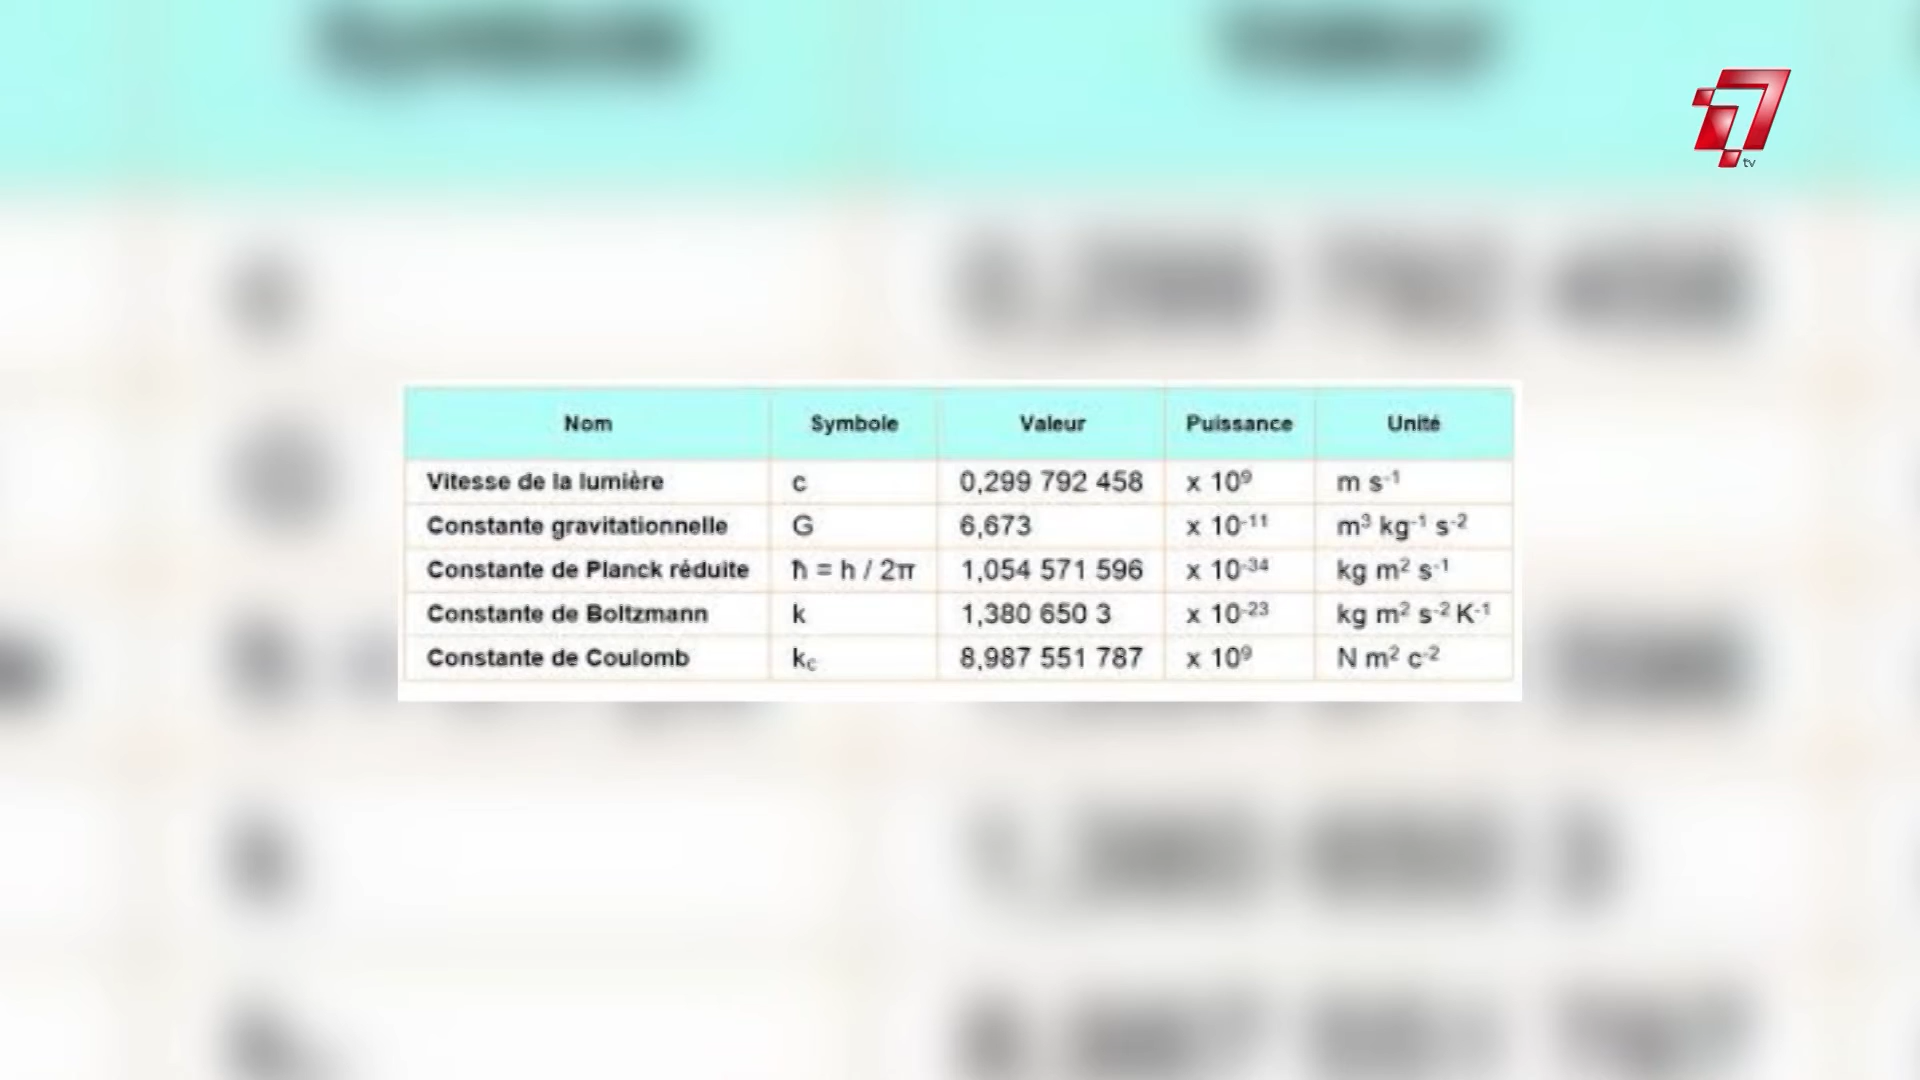 tv
Nom Symbole Valeur Puissance Unité
Vitesse de la lumière c 0,299 792 458 x 10⁹ m s⁻¹
Constante gravitationnelle G 6,673 x 10⁻¹¹ m³ kg⁻¹ s⁻²
Constante de Planck réduite ħ = h / 2π 1,054 571 596 x 10⁻³⁴ kg m² s⁻¹
Constante de Boltzmann k 1,380 650 3 x 10⁻²³ kg m² s⁻² K⁻¹
Constante de Coulomb kc 8,987 551 787 x 10⁹ N m² c⁻²